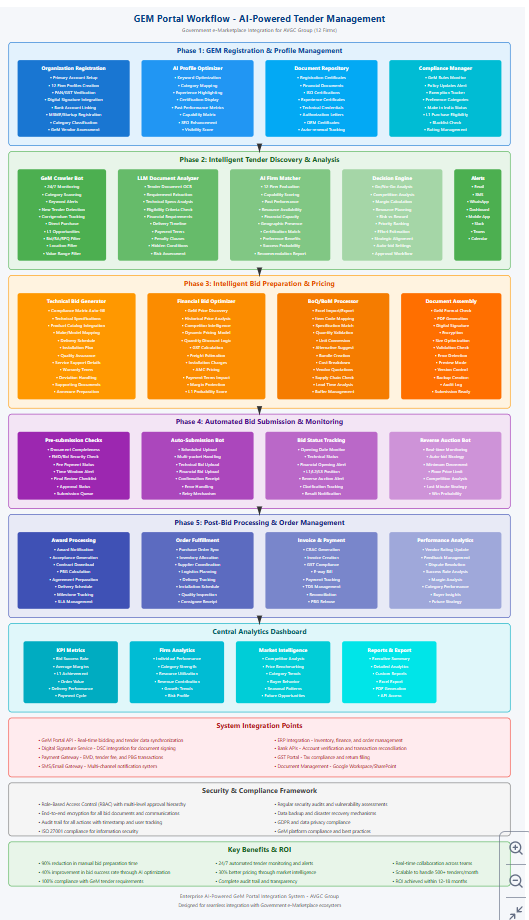 GEM Portal Workflow - AI-Powered Tender Management
Government e-Marketplace Integration for AVGC Group (12 Firms)
Phase 1: GEM Registration & Profile Management
Organization Registration
• Primary Account Setup
• 12 Firm Profiles Creation
• PAN/GST Verification
• Digital Signature Integration
• Bank Account Linking
• MSME/Startup Registration
• Category Classification
• GeM Vendor Assessment
AI Profile Optimizer
• Keyword Optimization
• Category Mapping
• Experience Highlighting
• Certification Display
• Past Performance Metrics
• Capability Matrix
• SEO Enhancement
• Visibility Score
Document Repository
• Registration Certificates
• Financial Documents
• ISO Certifications
• Experience Certificates
• Technical Credentials
• Authorization Letters
• OEM Certificates
• Auto-renewal Tracking
Compliance Manager
• GeM Rules Monitor
• Policy Updates Alert
• Exemption Tracker
• Preference Categories
• Make in India Status
• L1 Purchase Eligibility
• Blacklist Check
• Rating Management
Phase 2: Intelligent Tender Discovery & Analysis
GeM Crawler Bot
• 24/7 Monitoring
• Category Scanning
• Keyword Alerts
• New Tender Detection
• Corrigendum Tracking
• Direct Purchase
• L1 Opportunities
• Bid/RA/RFQ Filter
• Location Filter
• Value Range Filter
LLM Document Analyzer
• Tender Document OCR
• Requirement Extraction
• Technical Specs Analysis
• Eligibility Criteria Check
• Financial Requirements
• Delivery Timeline
• Payment Terms
• Penalty Clauses
• Hidden Conditions
• Risk Assessment
AI Firm Matcher
• 12 Firm Evaluation
• Capability Scoring
• Past Performance
• Resource Availability
• Financial Capacity
• Geographic Presence
• Certification Match
• Preference Benefits
• Success Probability
• Recommendation Report
Decision Engine
• Go/No-Go Analysis
• Competition Analysis
• Margin Calculation
• Resource Planning
• Risk vs Reward
• Priority Ranking
• Effort Estimation
• Strategic Alignment
• Auto-bid Settings
• Approval Workflow
Alerts
• Email
• SMS
• WhatsApp
• Dashboard
• Mobile App
• Slack
• Teams
• Calendar
Phase 3: Intelligent Bid Preparation & Pricing
Technical Bid Generator
• Compliance Matrix Auto-fill
• Technical Specifications
• Product Catalog Integration
• Make/Model Mapping
• Delivery Schedule
• Installation Plan
• Quality Assurance
• Service Support Details
• Warranty Terms
• Deviation Handling
• Supporting Documents
• Annexure Preparation
Financial Bid Optimizer
• GeM Price Discovery
• Historical Price Analysis
• Competitor Intelligence
• Dynamic Pricing Model
• Quantity Discount Logic
• GST Calculation
• Freight Estimation
• Installation Charges
• AMC Pricing
• Payment Terms Impact
• Margin Protection
• L1 Probability Score
BoQ/BoM Processor
• Excel Import/Export
• Item Code Mapping
• Specification Match
• Quantity Validation
• Unit Conversion
• Alternative Suggest
• Bundle Creation
• Cost Breakdown
• Vendor Quotations
• Supply Chain Check
• Lead Time Analysis
• Buffer Management
Document Assembly
• GeM Format Check
• PDF Generation
• Digital Signature
• Encryption
• Size Optimization
• Validation Check
• Error Detection
• Preview Mode
• Version Control
• Backup Creation
• Audit Log
• Submission Ready
Phase 4: Automated Bid Submission & Monitoring
Pre-submission Checks
• Document Completeness
• EMD/Bid Security Check
• Fee Payment Status
• Time Window Alert
• Final Review Checklist
• Approval Status
• Submission Queue
Auto-Submission Bot
• Scheduled Upload
• Multi-packet Handling
• Technical Bid Upload
• Financial Bid Upload
• Confirmation Receipt
• Error Handling
• Retry Mechanism
Bid Status Tracking
• Opening Date Monitor
• Technical Status
• Financial Opening Alert
• L1/L2/L3 Position
• Reverse Auction Alert
• Clarification Tracking
• Result Notification
Reverse Auction Bot
• Real-time Monitoring
• Auto-bid Strategy
• Minimum Decrement
• Floor Price Limit
• Competitor Analysis
• Last Minute Strategy
• Win Probability
Phase 5: Post-Bid Processing & Order Management
Award Processing
• Award Notification
• Acceptance Generation
• Contract Download
• PBG Calculation
• Agreement Preparation
• Delivery Schedule
• Milestone Tracking
• SLA Management
Order Fulfillment
• Purchase Order Sync
• Inventory Allocation
• Supplier Coordination
• Logistics Planning
• Delivery Tracking
• Installation Schedule
• Quality Inspection
• Consignee Receipt
Invoice & Payment
• CRAC Generation
• Invoice Creation
• GST Compliance
• E-way Bill
• Payment Tracking
• TDS Management
• Reconciliation
• PBG Release
Performance Analytics
• Vendor Rating Update
• Feedback Management
• Dispute Resolution
• Success Rate Analysis
• Margin Analysis
• Category Performance
• Buyer Insights
• Future Strategy
Central Analytics Dashboard
KPI Metrics
• Bid Success Rate
• Average Margins
• L1 Achievement
• Order Value
• Delivery Performance
• Payment Cycle
Firm Analytics
• Individual Performance
• Category Strength
• Resource Utilization
• Revenue Contribution
• Growth Trends
• Risk Profile
Market Intelligence
• Competitor Analysis
• Price Benchmarking
• Category Trends
• Buyer Behavior
• Seasonal Patterns
• Future Opportunities
Reports & Export
• Executive Summary
• Detailed Analytics
• Custom Reports
• Excel Export
• PDF Generation
• API Access
System Integration Points
• GeM Portal API - Real-time bidding and tender data synchronization
• Digital Signature Service - DSC integration for document signing
• Payment Gateway - EMD, tender fee, and PBG transactions
• SMS/Email Gateway - Multi-channel notification system
• ERP Integration - Inventory, finance, and order management
• Bank APIs - Account verification and transaction reconciliation
• GST Portal - Tax compliance and return filing
• Document Management - Google Workspace/SharePoint
Security & Compliance Framework
• Role-Based Access Control (RBAC) with multi-level approval hierarchy
• End-to-end encryption for all bid documents and communications
• Audit trail for all actions with timestamp and user tracking
• ISO 27001 compliance for information security
• Regular security audits and vulnerability assessments
• Data backup and disaster recovery mechanisms
• GDPR and data privacy compliance
• GeM platform compliance and best practices
Key Benefits & ROI
• 90% reduction in manual bid preparation time
• 40% improvement in bid success rate through AI optimization
• 100% compliance with GeM tender requirements
• 24/7 automated tender monitoring and alerts
• 30% better pricing through market intelligence
• Complete audit trail and transparency
• Real-time collaboration across teams
• Scalable to handle 500+ tenders/month
• ROI achieved within 12-18 months
Enterprise AI-Powered GeM Portal Integration System - AVGC Group
Designed for seamless integration with Government e-Marketplace ecosystem